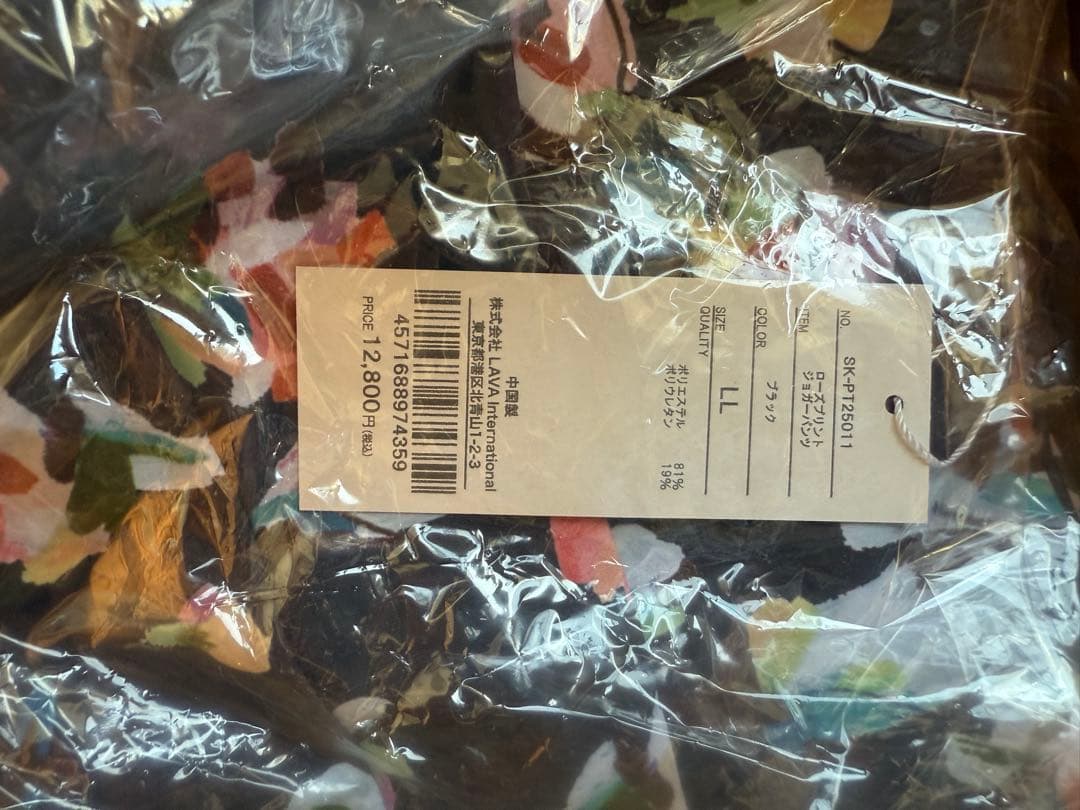 NO. SK-PT25011
ITEM ローズプリント
ジョガーパンツ
COLOR ブラック
SIZE LL
QUALITY
ポリエステル 81%
ポリウレタン 19%
中国製
株式会社 LAVA International
東京都港区北青山1-2-3
4571688974359
PRICE 12,800円(税込)